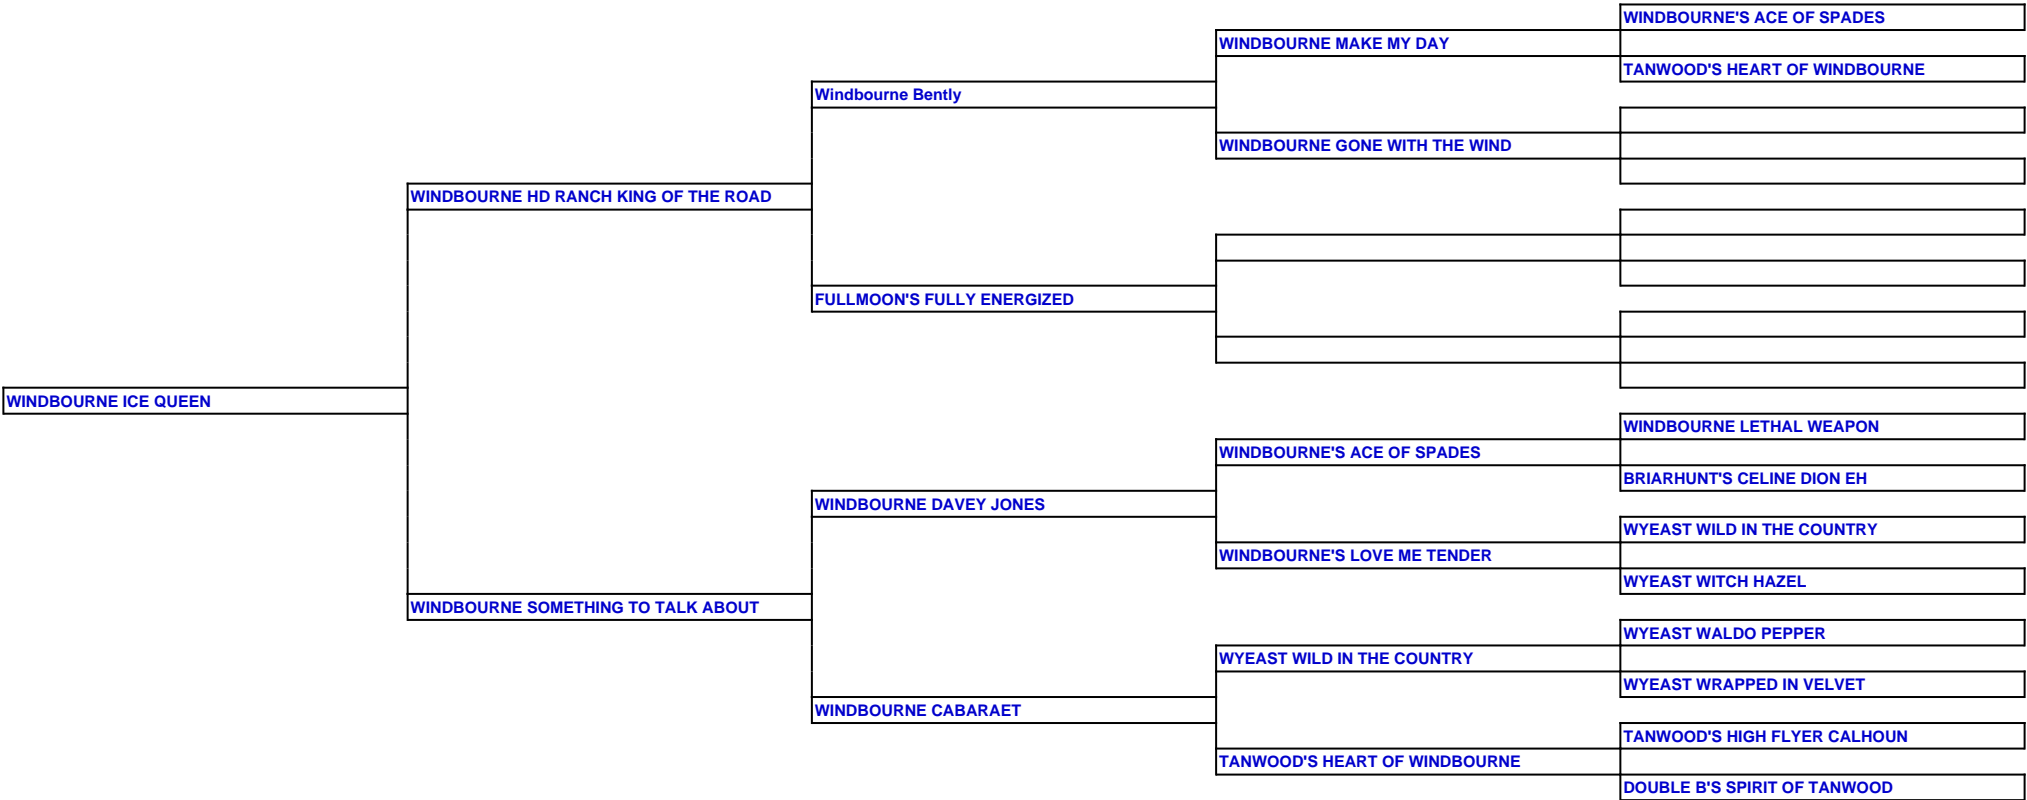 WINDBOURNE'S ACE OF SPADES
WINDBOURNE MAKE MY DAY
TANWOOD'S HEART OF WINDBOURNE
Windbourne Bently
WINDBOURNE GONE WITH THE WIND
WINDBOURNE HD RANCH KING OF THE ROAD
FULLMOON'S FULLY ENERGIZED
WINDBOURNE ICE QUEEN
WINDBOURNE LETHAL WEAPON
WINDBOURNE'S ACE OF SPADES
BRIARHUNT'S CELINE DION EH
WINDBOURNE DAVEY JONES
WYEAST WILD IN THE COUNTRY
WINDBOURNE'S LOVE ME TENDER
WYEAST WITCH HAZEL
WINDBOURNE SOMETHING TO TALK ABOUT
WYEAST WALDO PEPPER
WYEAST WILD IN THE COUNTRY
WYEAST WRAPPED IN VELVET
WINDBOURNE CABARAET
TANWOOD'S HIGH FLYER CALHOUN
TANWOOD'S HEART OF WINDBOURNE
DOUBLE B'S SPIRIT OF TANWOOD